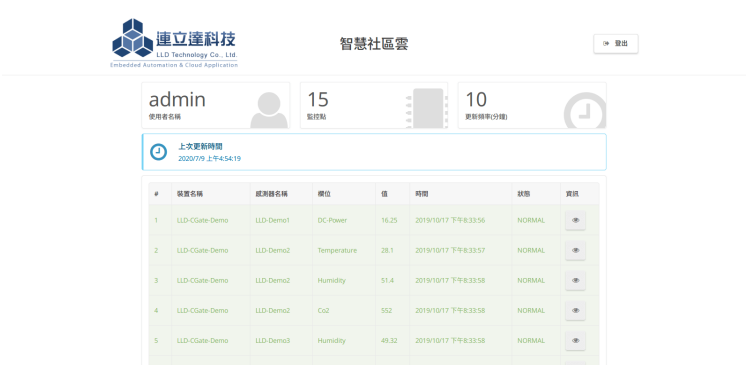 連立達科技
LLD Technology Co., Ltd.
Embedded Automation & Cloud Application
智慧社區雲
登出
admin
使用者名稱
15
監控點
10
更新頻率(分鐘)
上次更新時間
2020/7/9 上午4:54:19
# 裝置名稱 感測器名稱 欄位 值 時間 狀態 資訊
1 LLD-CGate-Demo LLD-Demo1 DC-Power 16.25 2019/10/17 下午8:33:56 NORMAL
2 LLD-CGate-Demo LLD-Demo2 Temperature 28.1 2019/10/17 下午8:33:57 NORMAL
3 LLD-CGate-Demo LLD-Demo2 Humidity 51.4 2019/10/17 下午8:33:58 NORMAL
4 LLD-CGate-Demo LLD-Demo2 Co2 552 2019/10/17 下午8:33:58 NORMAL
5 LLD-CGate-Demo LLD-Demo3 Humidity 49.32 2019/10/17 下午8:33:58 NORMAL